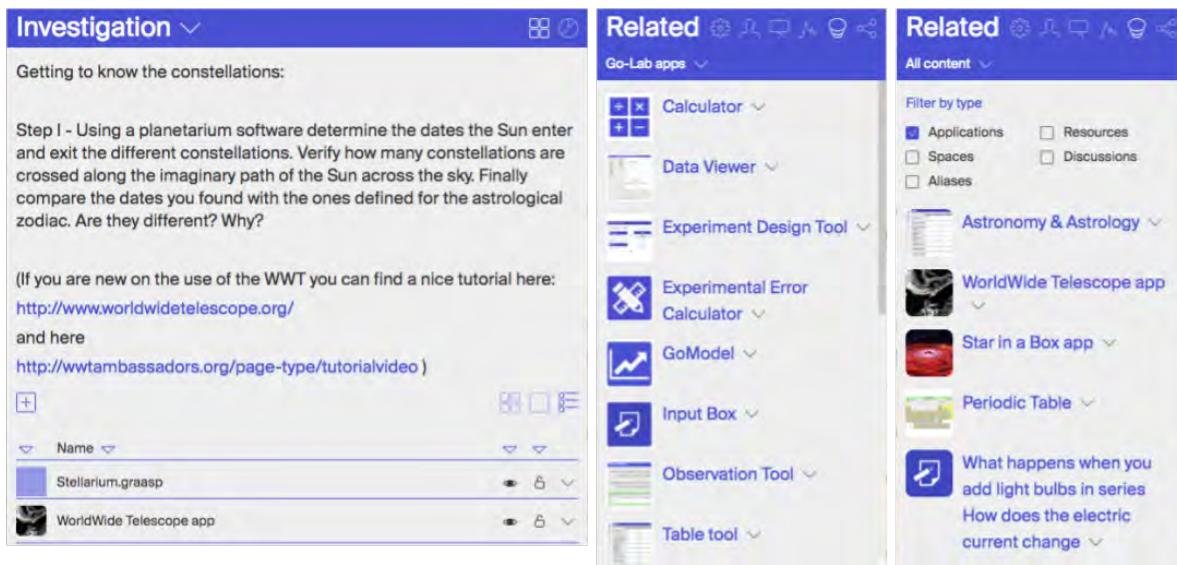 Investigation
Getting to know the constellations:
Step I - Using a planetarium software determine the dates the Sun enter
and exit the different constellations. Verify how many constellations are
crossed along the imaginary path of the Sun across the sky. Finally
compare the dates you found with the ones defined for the astrological
zodiac. Are they different? Why?
(If you are new on the use of the WWT you can find a nice tutorial here:
http://www.worldwidetelescope.org/
and here
http://wwtambassadors.org/page-type/tutorialvideo )
Name
Stellarium.graasp
WorldWide Telescope app
Related
Go-Lab apps
Calculator
Data Viewer
Experiment Design Tool
Experimental Error
Calculator
GoModel
Input Box
Observation Tool
Table tool
Related
All content
Filter by type
Applications
Resources
Spaces
Discussions
Aliases
Astronomy & Astrology
WorldWide Telescope app
Star in a Box app
Periodic Table
What happens when you
add light bulbs in series
How does the electric
current change